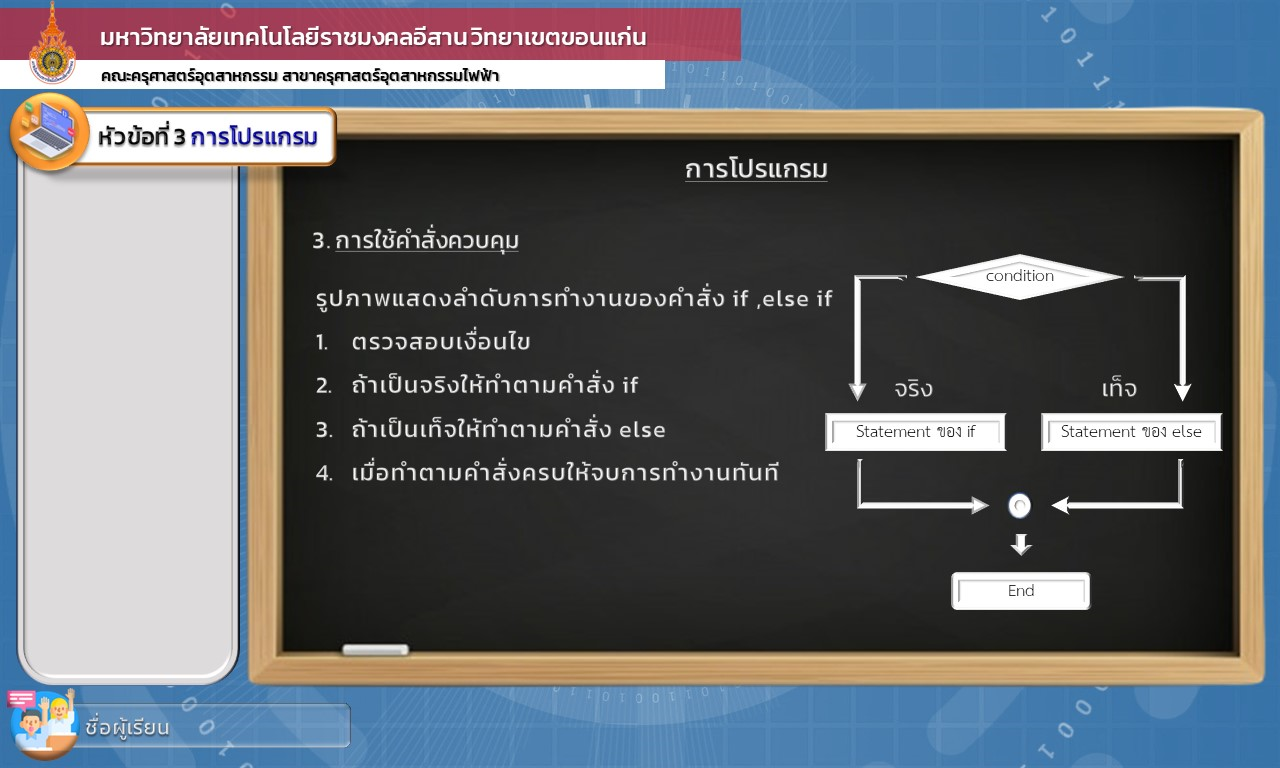 มหาวิทยาลัยเทคโนโลยีราชมงคลอีสาน วิทยาเขตขอนแก่น
คณะครุศาสตร์อุตสาหกรรม สาขาครุศาสตร์อุตสาหกรรมไฟฟ้า
หัวข้อที่ 3 การโปรแกรม
การโปรแกรม
3. การใช้คำสั่งควบคุม
รูปภาพแสดงลำดับการทำงานของคำสั่ง if ,else if
1. ตรวจสอบเงื่อนไข
2. ถ้าเป็นจริงให้ทำตามคำสั่ง if
3. ถ้าเป็นเท็จให้ทำตามคำสั่ง else
4. เมื่อทำตามคำสั่งครบให้จบการทำงานทันที
condition
จริง
เท็จ
Statement ของ if
Statement ของ else
End
ชื่อผู้เรียน